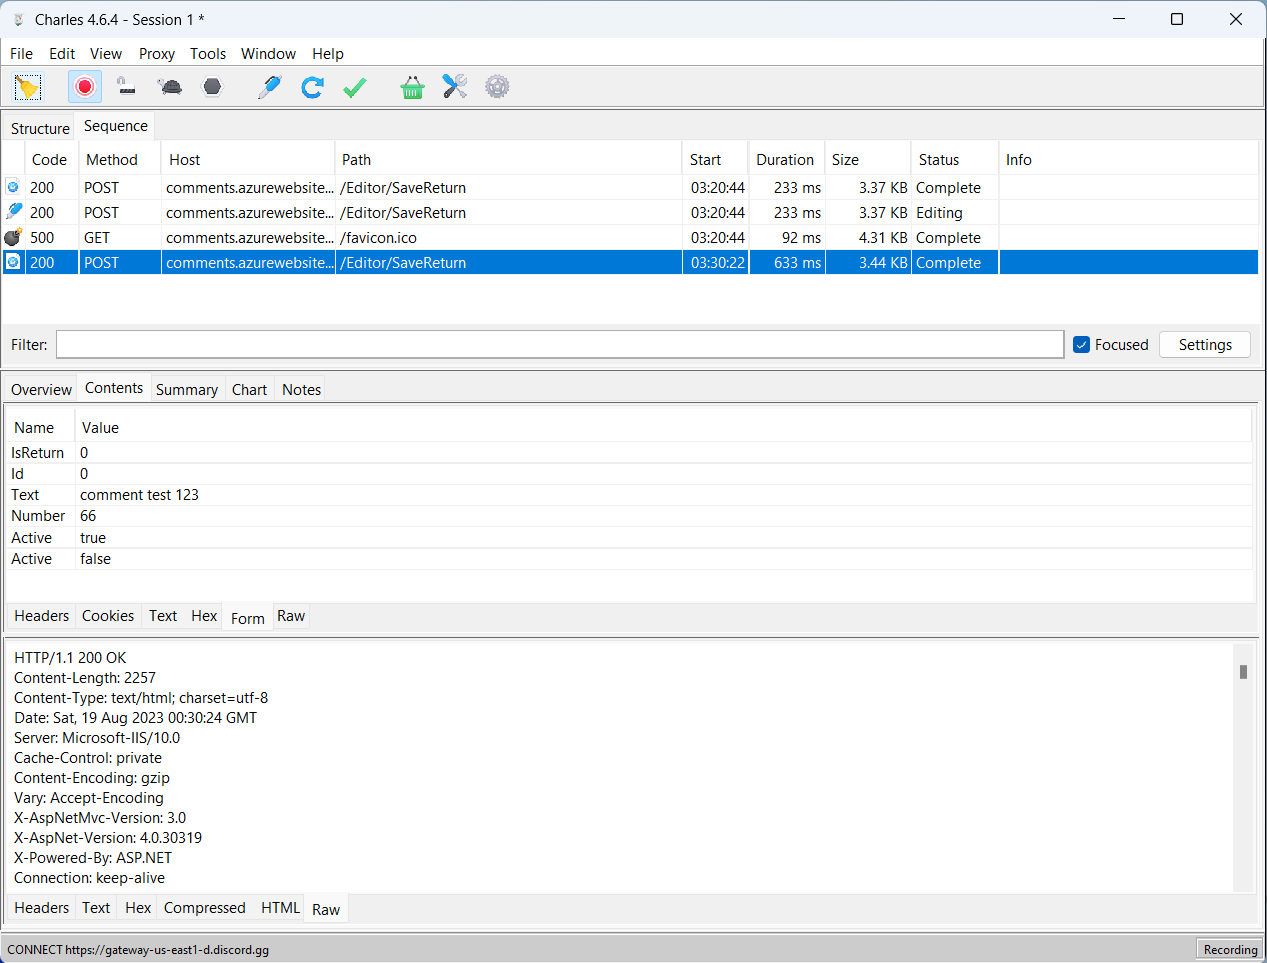 Charles 4.6.4 - Session 1 *
File Edit View Proxy Tools Window Help
Structure Sequence
Code Method Host Path Start Duration Size Status Info
200 POST comments.azurewebsite... /Editor/SaveReturn 03:20:44 233 ms 3.37 KB Complete
200 POST comments.azurewebsite... /Editor/SaveReturn 03:20:44 233 ms 3.37 KB Editing
500 GET comments.azurewebsite... /favicon.ico 03:20:44 92 ms 4.31 KB Complete
200 POST comments.azurewebsite... /Editor/SaveReturn 03:30:22 633 ms 3.44 KB Complete
Filter: Focused Settings
Overview Contents Summary Chart Notes
Name Value
IsReturn 0
Id 0
Text comment test 123
Number 66
Active true
Active false
Headers Cookies Text Hex Form Raw
HTTP/1.1 200 OK
Content-Length: 2257
Content-Type: text/html; charset=utf-8
Date: Sat, 19 Aug 2023 00:30:24 GMT
Server: Microsoft-IIS/10.0
Cache-Control: private
Content-Encoding: gzip
Vary: Accept-Encoding
X-AspNetMvc-Version: 3.0
X-AspNet-Version: 4.0.30319
X-Powered-By: ASP.NET
Connection: keep-alive
Headers Text Hex Compressed HTML Raw
CONNECT https://gateway-us-east1-d.discord.gg Recording